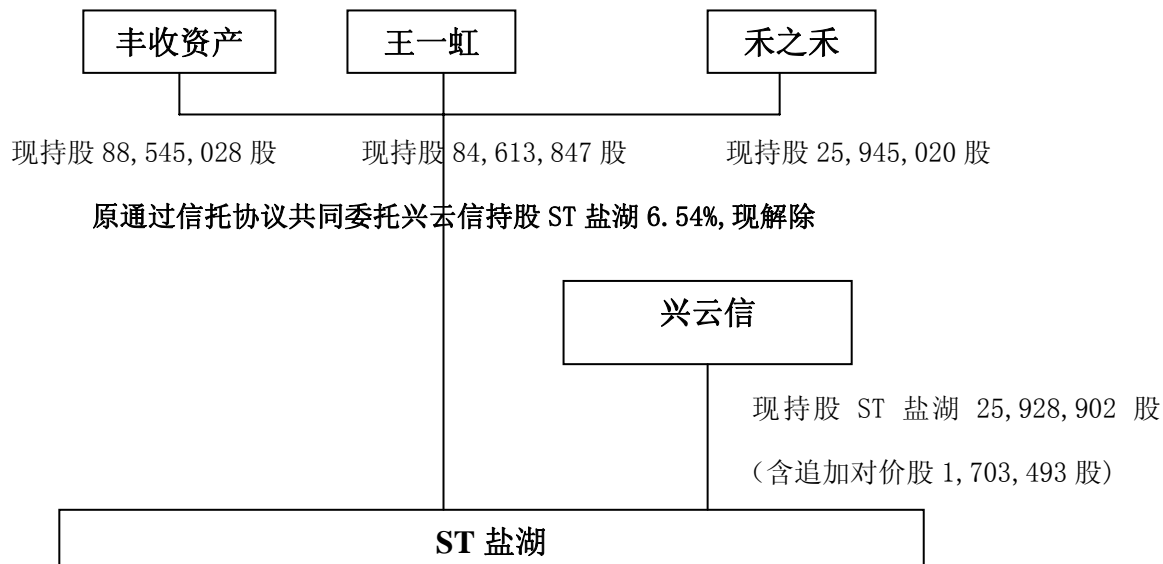 丰收资产 王一虹 禾之禾
现持股 88,545,028 股 现持股 84,613,847 股 现持股 25,945,020 股
原通过信托协议共同委托兴云信持股 ST 盐湖 6.54%,现解除
兴云信
现持股 ST 盐湖 25,928,902 股
（含追加对价股 1,703,493 股）
ST 盐湖